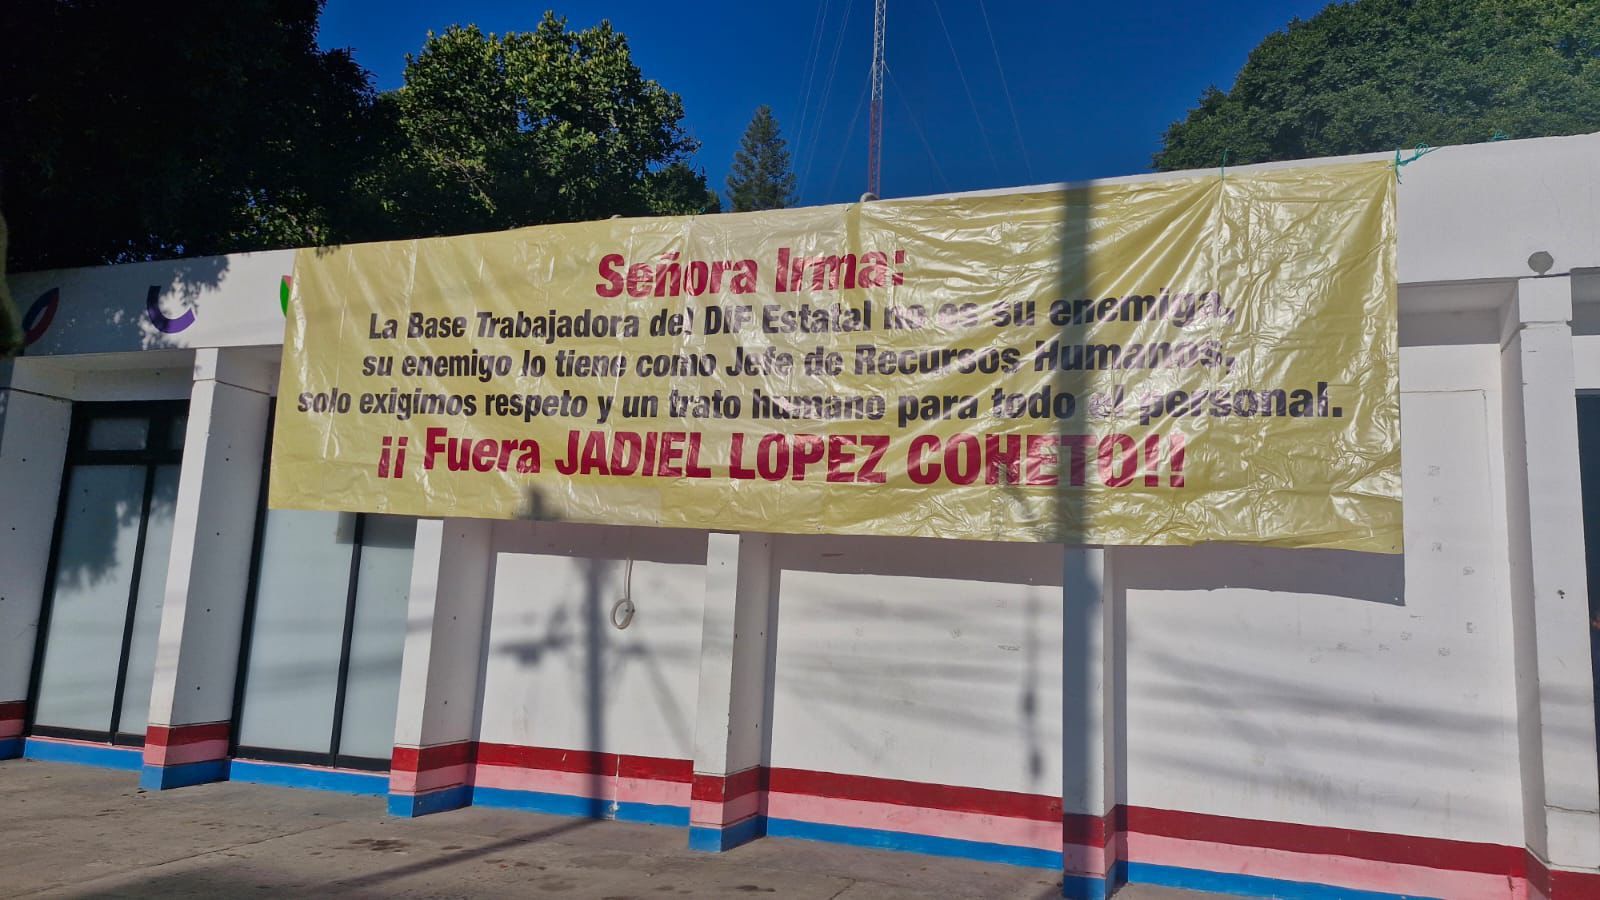 Señora Irma:
La Base Trabajadora del DIF Estatal no es su enemiga,
su enemigo lo tiene como Jefe de Recursos Humanos,
solo exigimos respeto y un trato humano para todo el personal.
¡¡ Fuera JADIEL LOPEZ COHETO!!